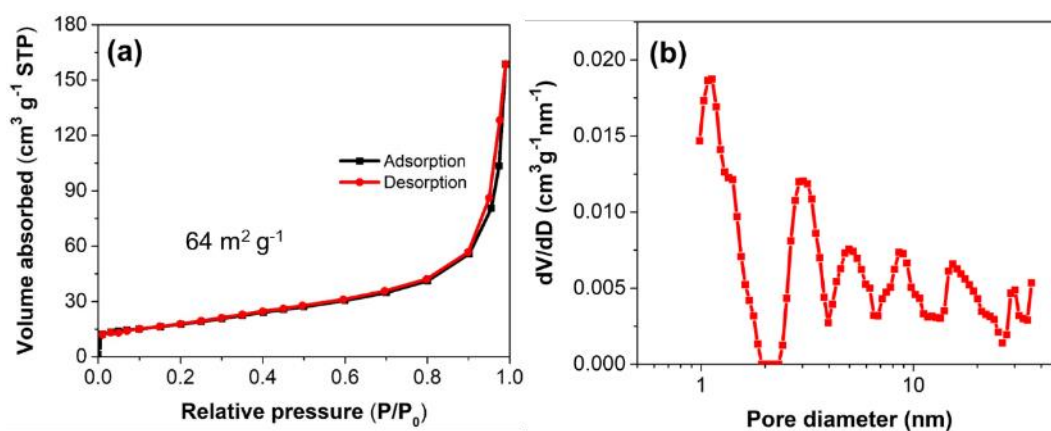 (a)
180
150
120
90
60
30
0
Volume absorbed (cm³ g⁻¹ STP)
Adsorption
Desorption
64 m² g⁻¹
0.0 0.2 0.4 0.6 0.8 1.0
Relative pressure (P/P₀)
(b)
0.020
0.015
0.010
0.005
0.000
dV/dD (cm³g⁻¹nm⁻¹)
1 10
Pore diameter (nm)